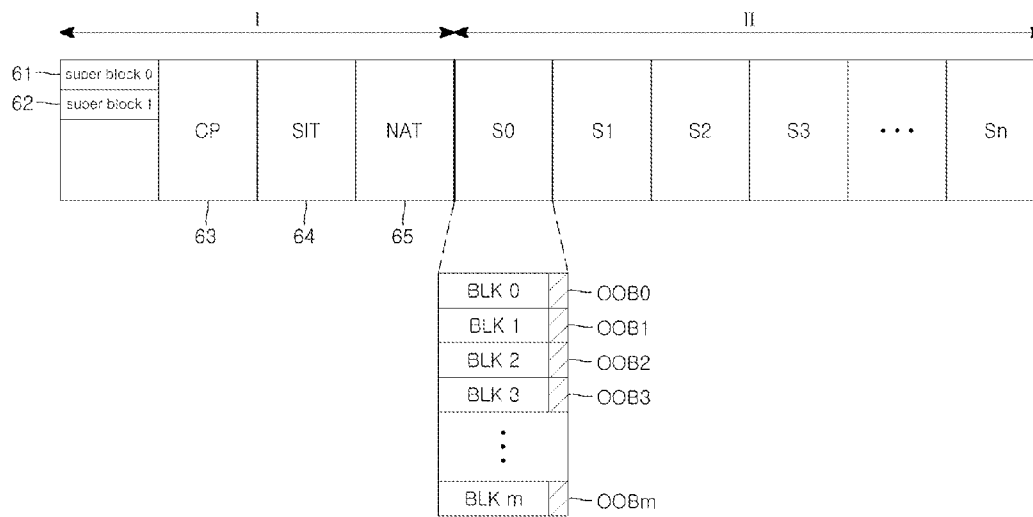 I II
61 super block 0
62 super block 1
CP SIT NAT S0 S1 S2 S3 ••• Sn
63 64 65
BLK 0 OOB0
BLK 1 OOB1
BLK 2 OOB2
BLK 3 OOB3
BLK m OOBm